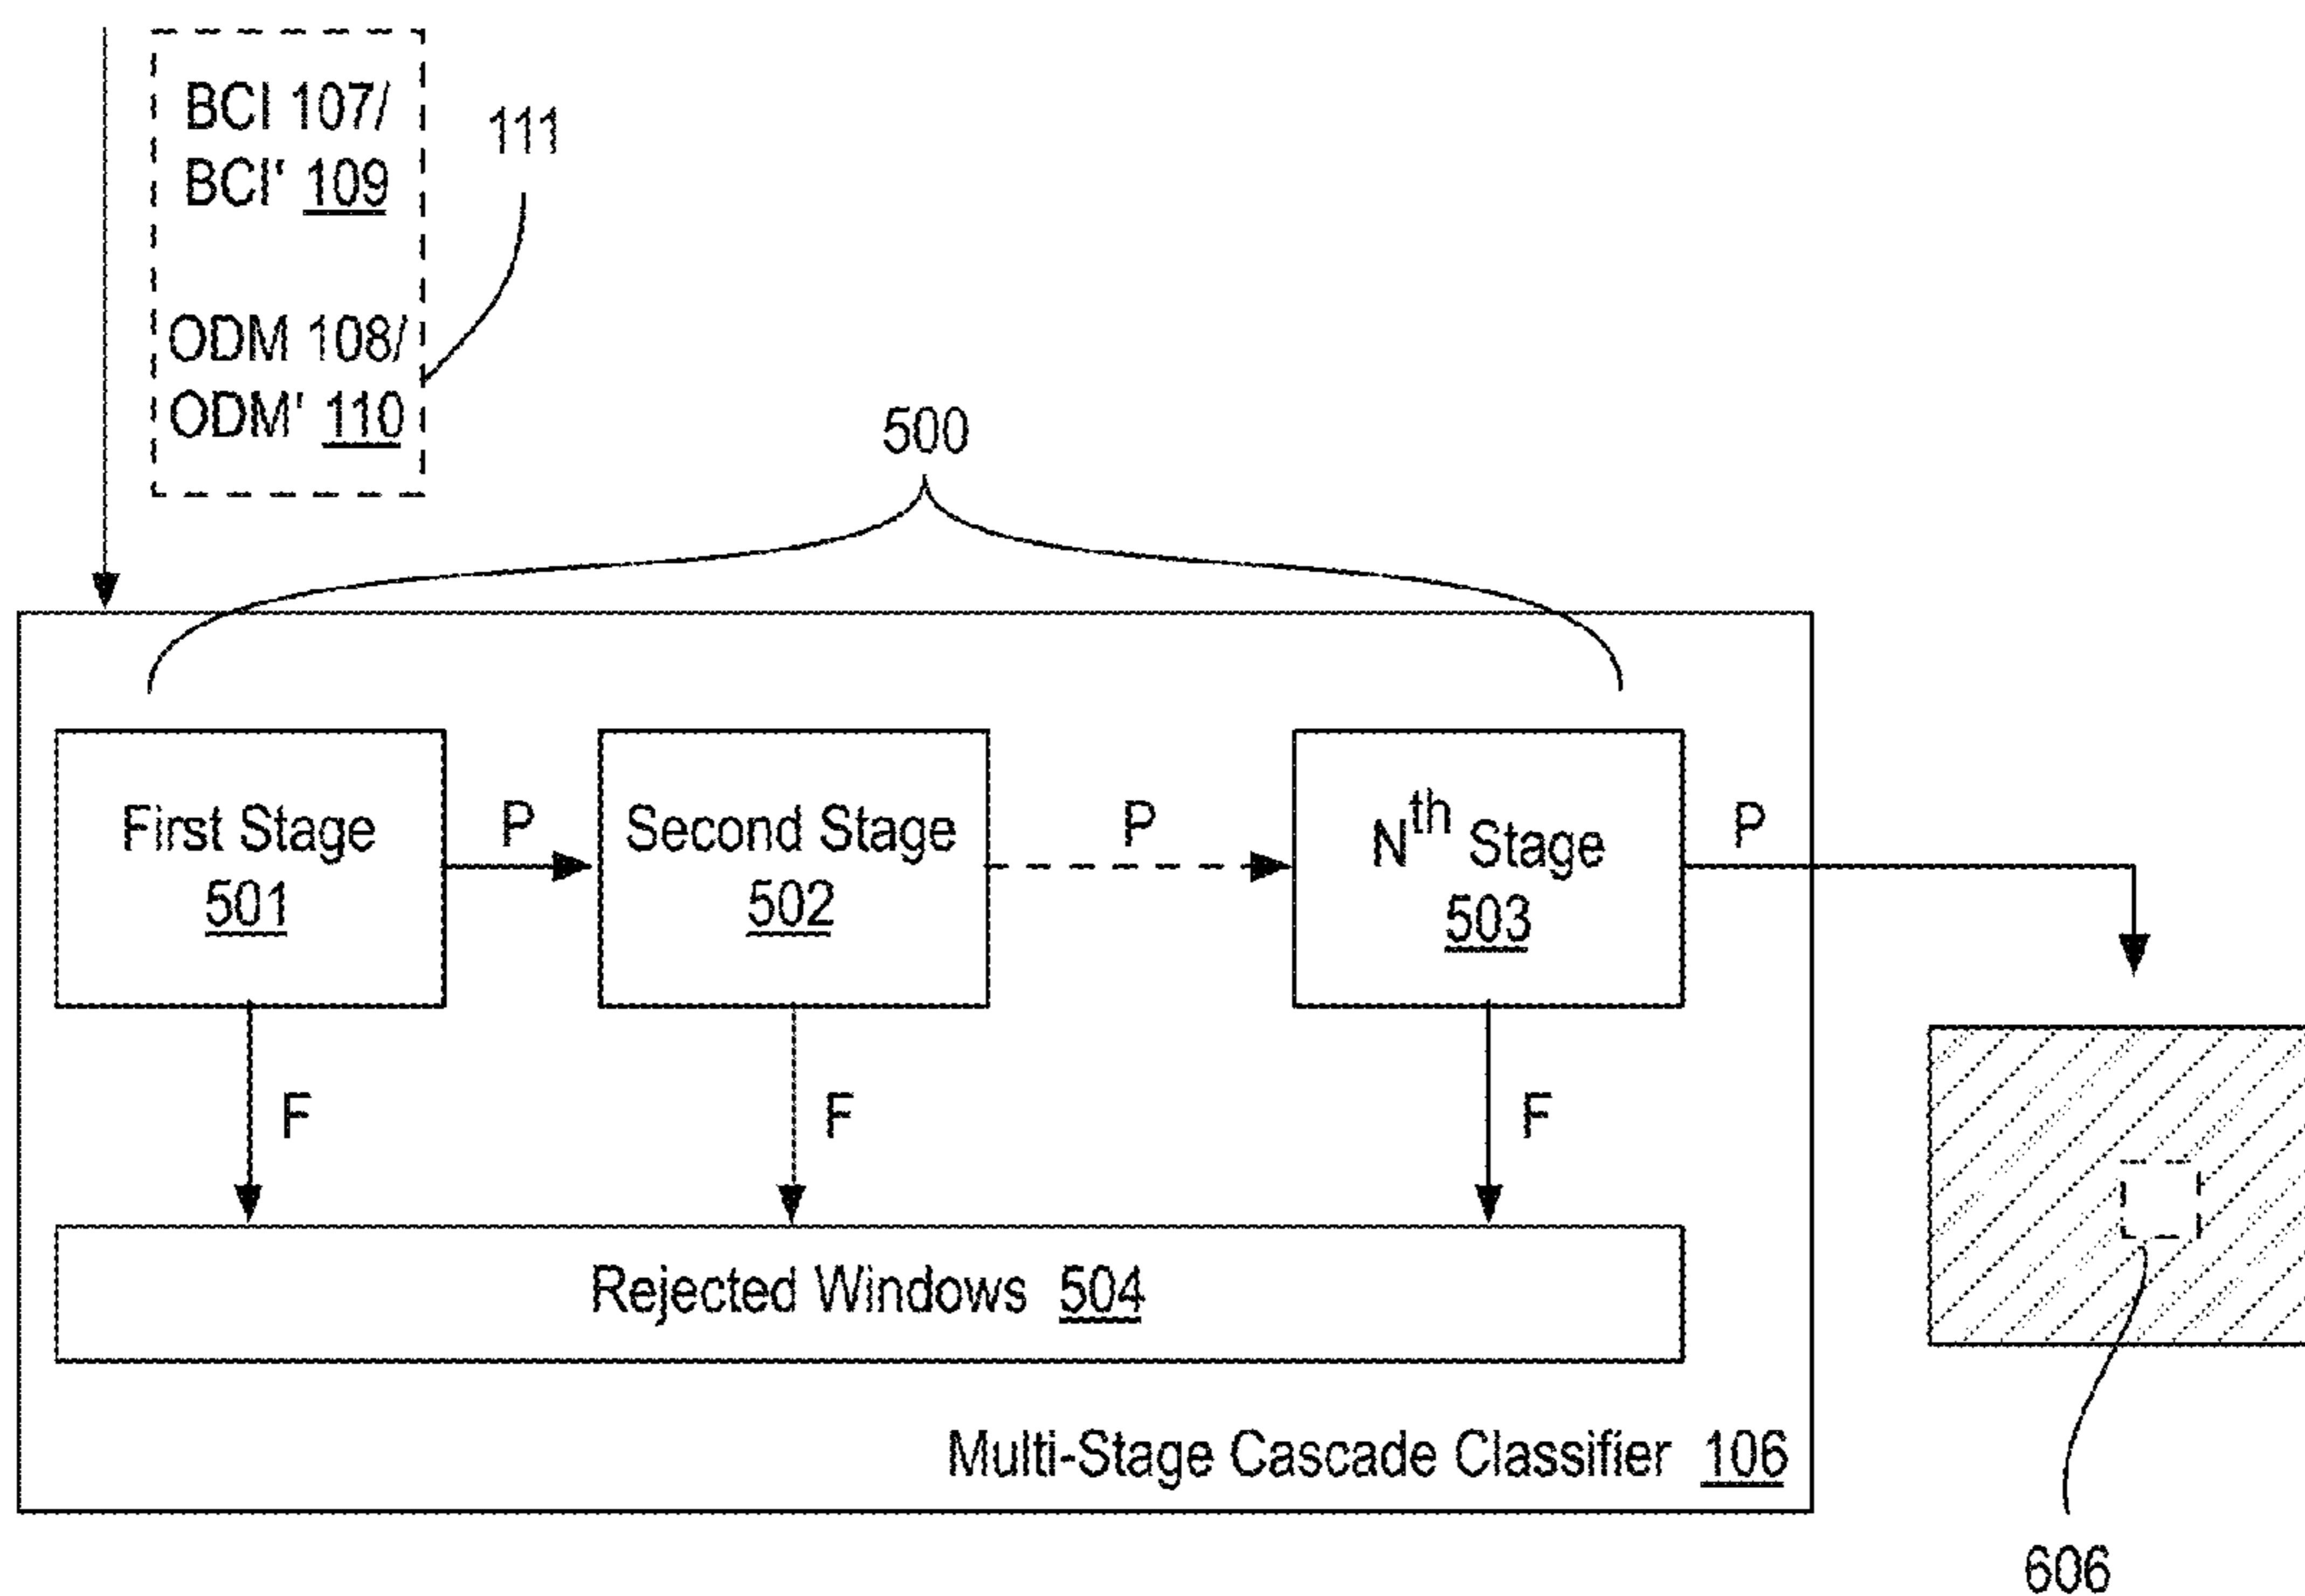 BCI 107/
BCI' 109
111
ODM 108/
ODM' 110
500
First Stage
501
P
Second Stage
502
P
Nth Stage
503
P
F
F
F
Rejected Windows 504
Multi-Stage Cascade Classifier 106
606